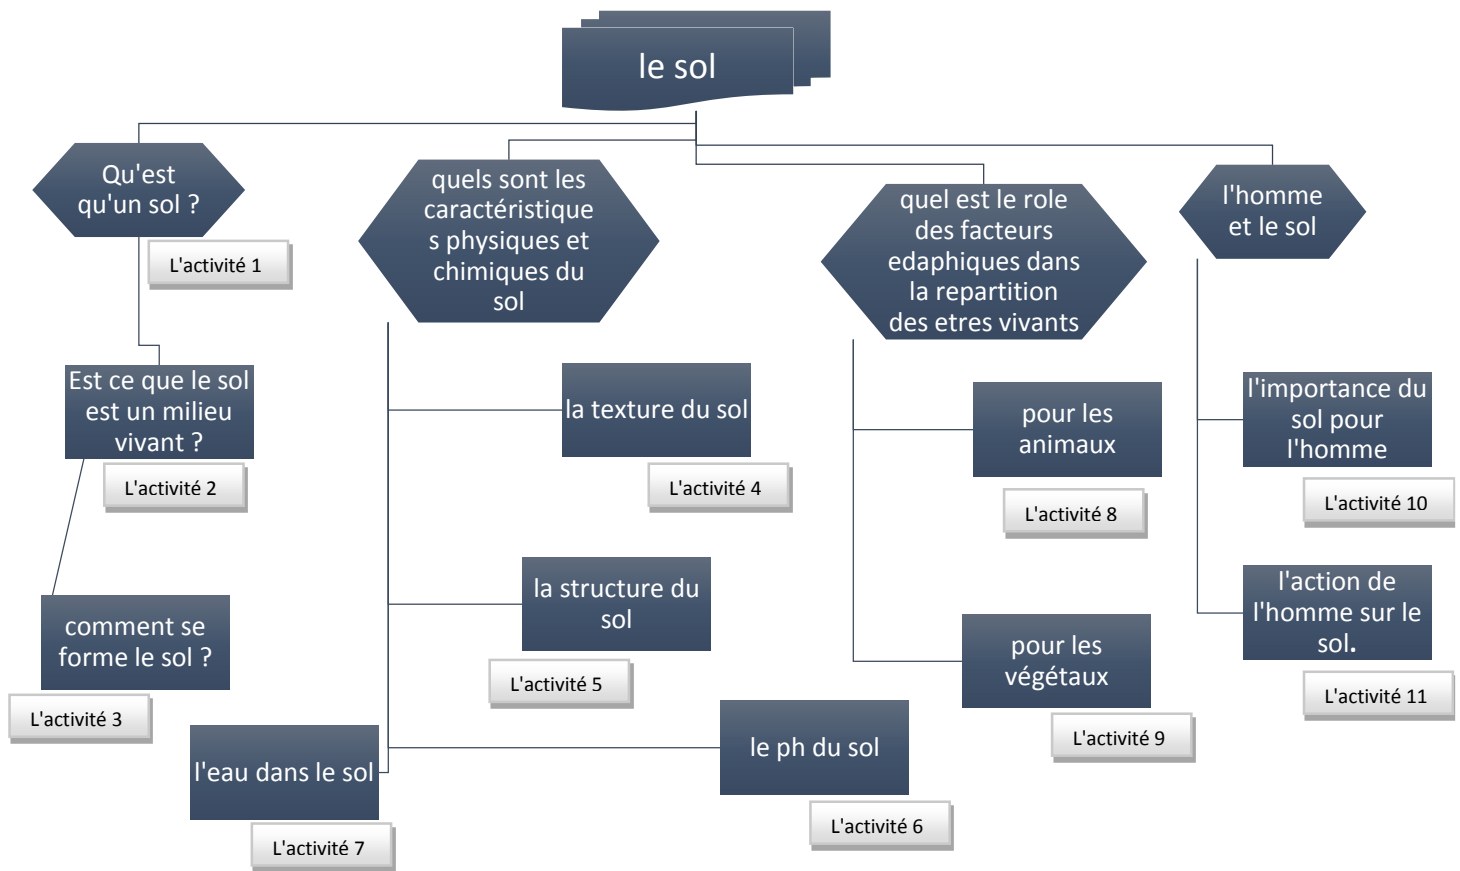 le sol
Qu'est
qu'un sol ?
L'activité 1
Est ce que le sol
est un milieu
vivant ?
L'activité 2
comment se
forme le sol ?
L'activité 3
quels sont les
caractéristique
s physiques et
chimiques du
sol
la texture du sol
L'activité 4
la structure du
sol
L'activité 5
le ph du sol
L'activité 6
l'eau dans le sol
L'activité 7
quel est le role
des facteurs
edaphiques dans
la repartition
des etres vivants
pour les
animaux
L'activité 8
pour les
végétaux
L'activité 9
l'homme
et le sol
l'importance du
sol pour
l'homme
L'activité 10
l'action de
l'homme sur le
sol.
L'activité 11